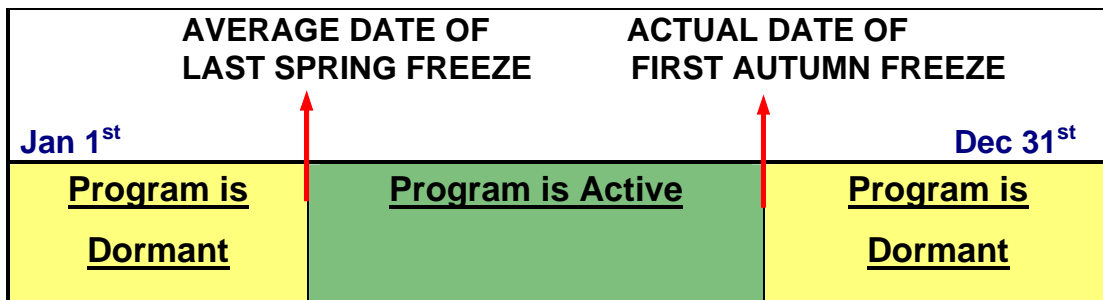 AVERAGE DATE OF
LAST SPRING FREEZE
ACTUAL DATE OF
FIRST AUTUMN FREEZE
Jan 1st
Dec 31st
Program is
Dormant
Program is Active
Program is
Dormant